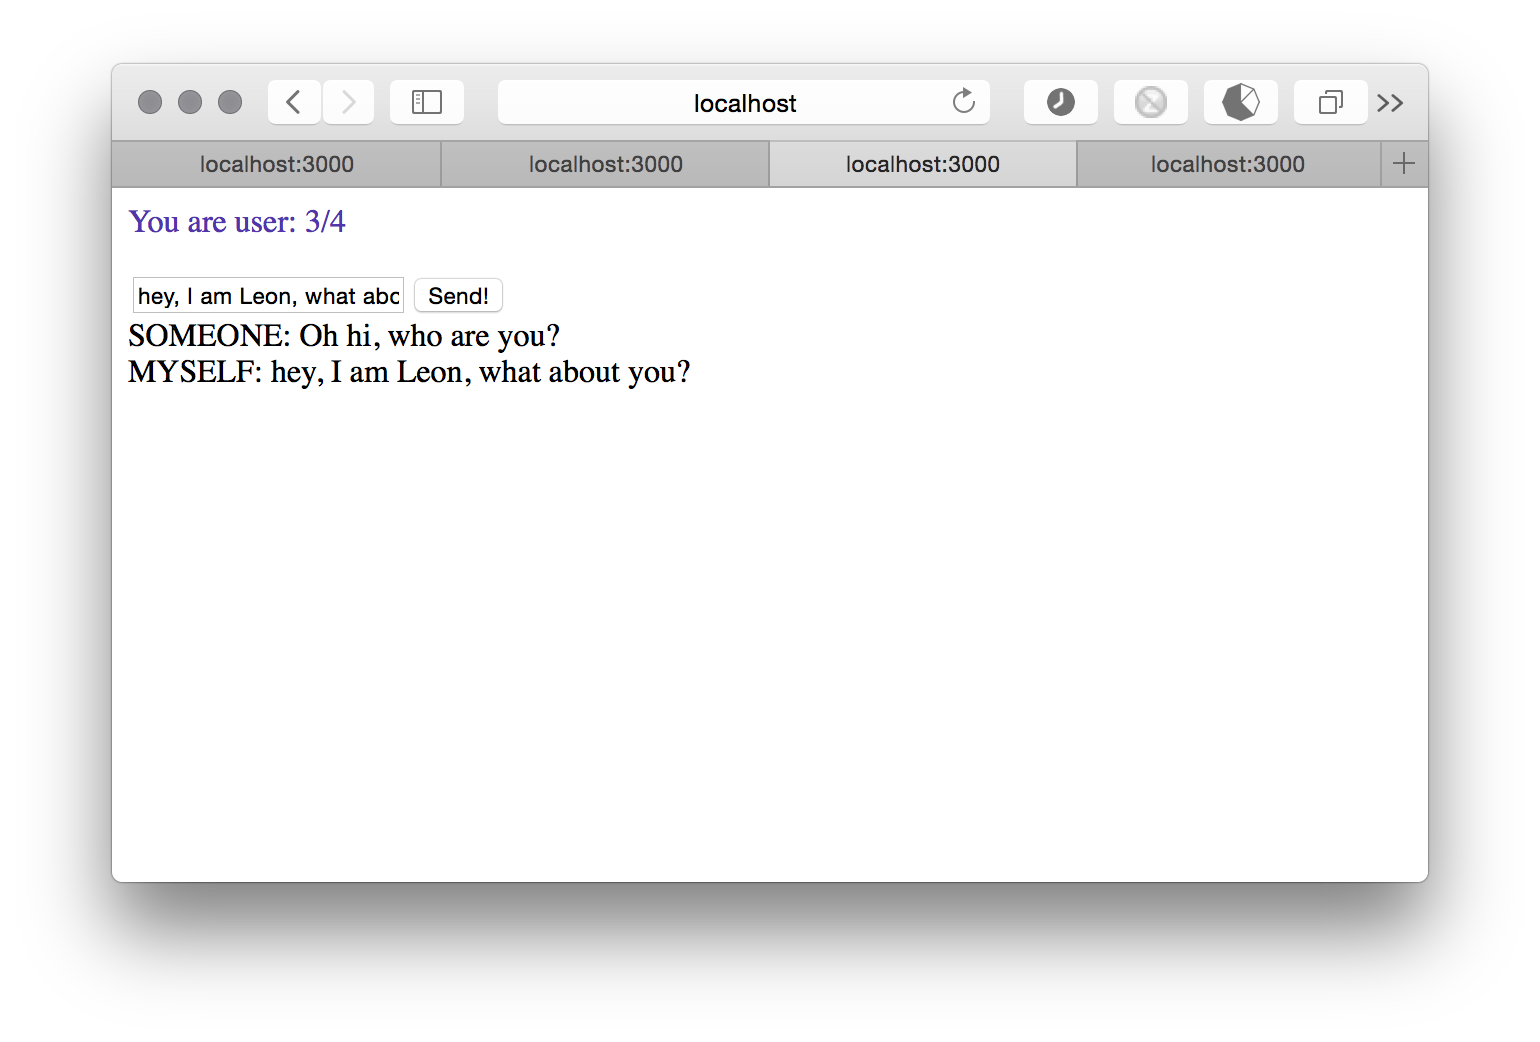 localhost
localhost:3000 localhost:3000 localhost:3000 localhost:3000
You are user: 3/4
hey, I am Leon, what abo Send!
SOMEONE: Oh hi, who are you?
MYSELF: hey, I am Leon, what about you?